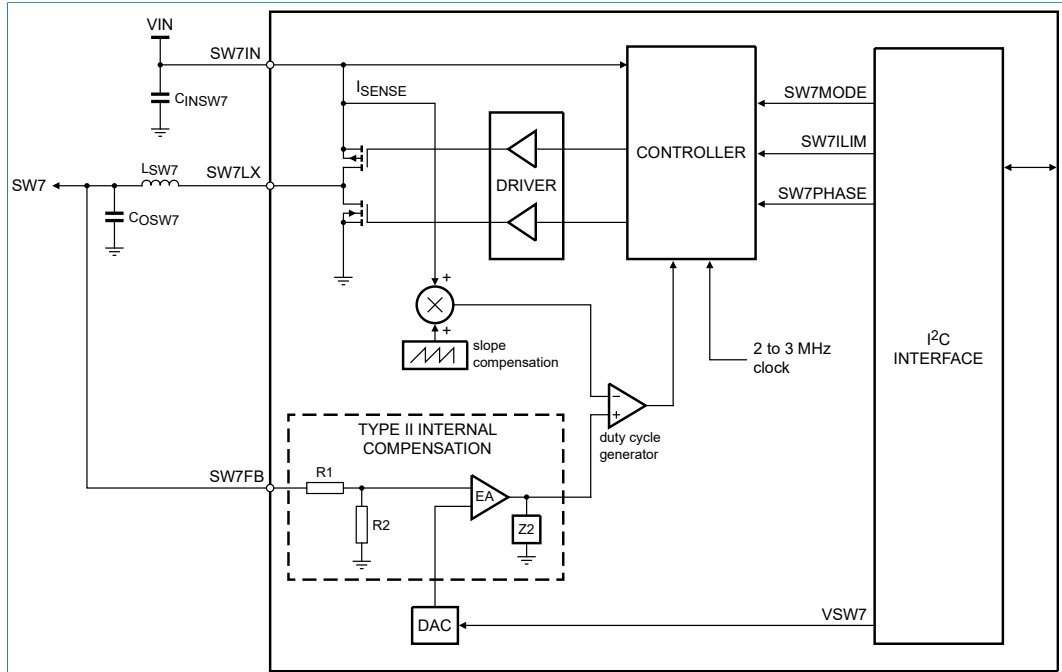 VIN
SW7IN
CINSW7
ISENSE
SW7MODE
SW7ILIM
SW7PHASE
CONTROLLER
DRIVER
SW7
LSW7
SW7LX
COSW7
+
+
slope
compensation
2 to 3 MHz
clock
I2C
INTERFACE
−
+
duty cycle
generator
TYPE II INTERNAL
COMPENSATION
SW7FB
R1
R2
EA
Z2
DAC
VSW7